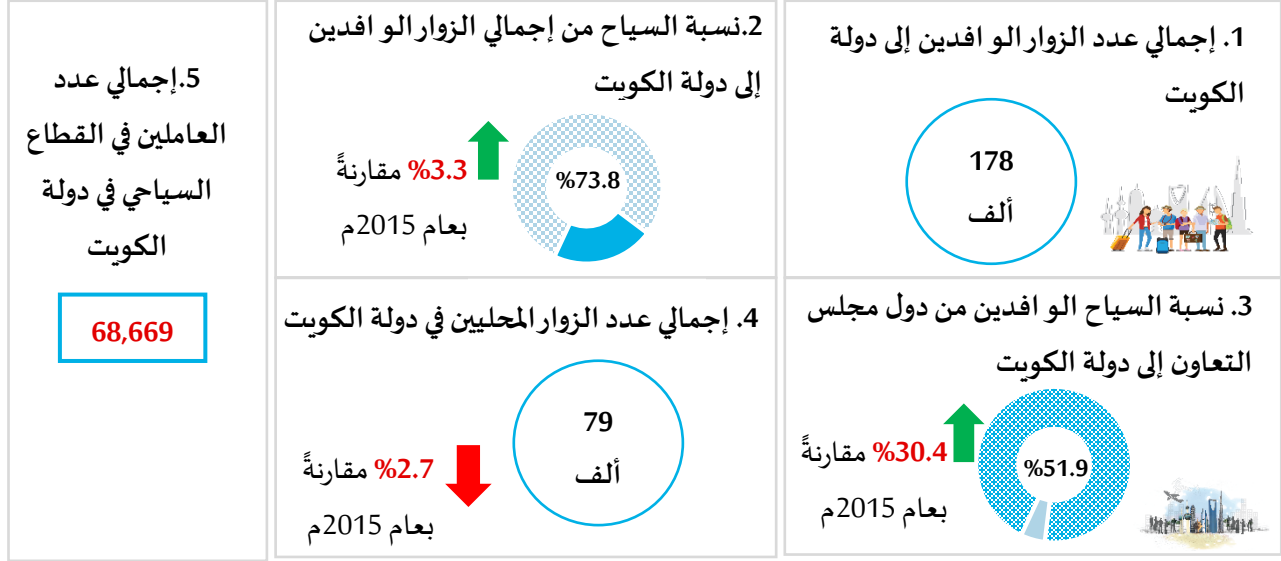 1. إجمالي عدد الزوار الو افدين إلى دولة
الكويت
178
ألف
2.نسبة السياح من إجمالي الزوار الو افدين
إلى دولة الكويت
%73.8
%3.3 مقارنةً
بعام 2015م
3. نسبة السياح الو افدين من دول مجلس
التعاون إلى دولة الكويت
%51.9
%30.4 مقارنةً
بعام 2015م
4. إجمالي عدد الزوار المحليين في دولة الكويت
79
ألف
%2.7 مقارنةً
بعام 2015م
5.إجمالي عدد
العاملين في القطاع
السياحي في دولة
الكويت
68,669